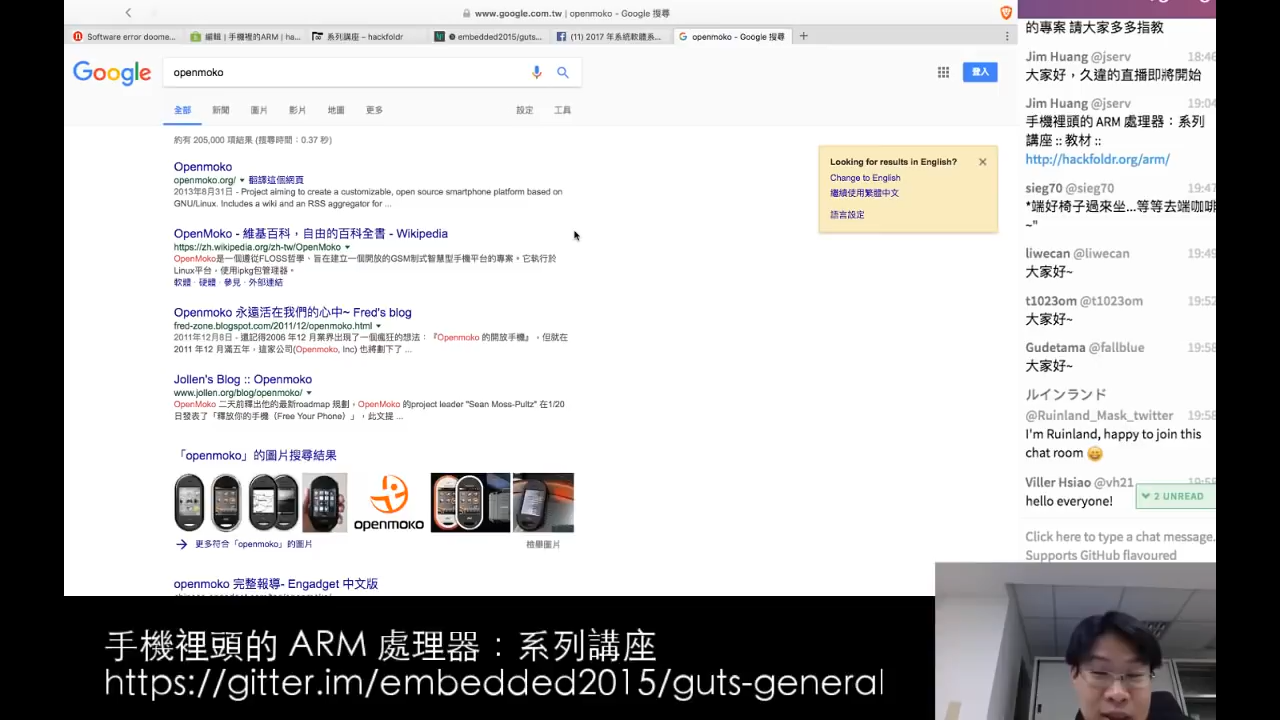 www.google.com.tw | openmoko - Google 搜尋
Software error doome...
編輯 | 手機裡的ARM | ha...
系列講座 – hackfoldr
embedded2015/guts-...
(11) 2017 年系統軟體系...
openmoko - Google 搜尋
Google
openmoko
登入
全部 新聞 圖片 影片 地圖 更多 設定 工具
約有 205,000 項結果 (搜尋時間：0.37 秒)
Openmoko
openmoko.org/ 翻譯這個網頁
2013年8月31日 - Project aiming to create a customizable, open source smartphone platform based on
GNU/Linux. Includes a wiki and an RSS aggregator for ...
OpenMoko - 維基百科，自由的百科全書 - Wikipedia
https://zh.wikipedia.org/zh-tw/OpenMoko
OpenMoko是一個遵從FLOSS哲學、旨在建立一個開放的GSM制式智慧型手機平台的專案。它執行於
Linux平台，使用ipkg包管理器。
軟體 · 硬體 · 參見 · 外部連結
Openmoko 永遠活在我們的心中~ Fred's blog
fred-zone.blogspot.com/2011/12/openmoko.html
2011年12月8日 - 還記得2006 年 12 月業界出現了一個瘋狂的想法：『Openmoko 的開放手機』，但就在
2011 年 12 月滿五年，這家公司(Openmoko, Inc) 也將劃下了 ...
Jollen's Blog :: Openmoko
www.jollen.org/blog/openmoko/
OpenMoko 二天前釋出他的最新roadmap 規劃，OpenMoko 的project leader "Sean Moss-Pultz" 在1/20
日發表了「釋放你的手機（Free Your Phone）」，此文提 ...
「openmoko」的圖片搜尋結果
openmoko
更多符合「openmoko」的圖片
檢舉圖片
openmoko 完整報導- Engadget 中文版
Looking for results in English?
Change to English
繼續使用繁體中文
語言設定
的專案 請大家多多指教
Jim Huang @jserv 18:46
大家好，久違的直播即將開始
Jim Huang @jserv 19:04
手機裡頭的 ARM 處理器：系列
講座 :: 教材 ::
http://hackfoldr.org/arm/
sieg70 @sieg70 19:47
*端好椅子過來坐...等等去端咖啡
~"
liwecan @liwecan
大家好~
t1023om @t1023om 19:52
大家好~
Gudetama @fallblue 19:58
大家好~
ルインランド
@Ruinland_Mask_twitter 19:58
I'm Ruinland, happy to join this
chat room
Viller Hsiao @vh21
hello everyone!
2 UNREAD
Click here to type a chat message.
Supports GitHub flavoured
手機裡頭的 ARM 處理器：系列講座
https://gitter.im/embedded2015/guts-general